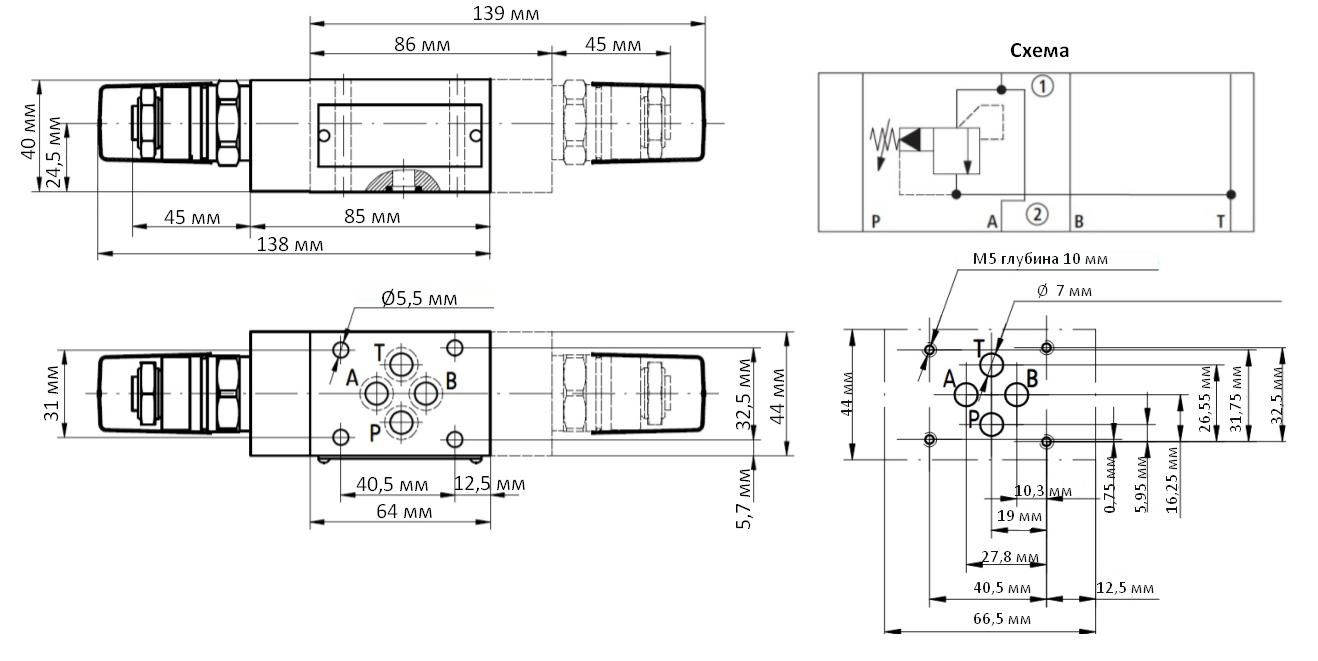 139 мм
86 мм
45 мм
40 мм
24,5 мм
45 мм
85 мм
138 мм
Схема
1
2
P
A
B
T
Ø5,5 мм
T
A
B
P
31 мм
32,5 мм
44 мм
40,5 мм
12,5 мм
64 мм
5,7 мм
M5 глубина 10 мм
Ø 7 мм
T
A
B
P
44 мм
26,55 мм
31,75 мм
32,5 мм
0,75 мм
5,95 мм
16,25 мм
10,3 мм
19 мм
27,8 мм
40,5 мм
12,5 мм
66,5 мм